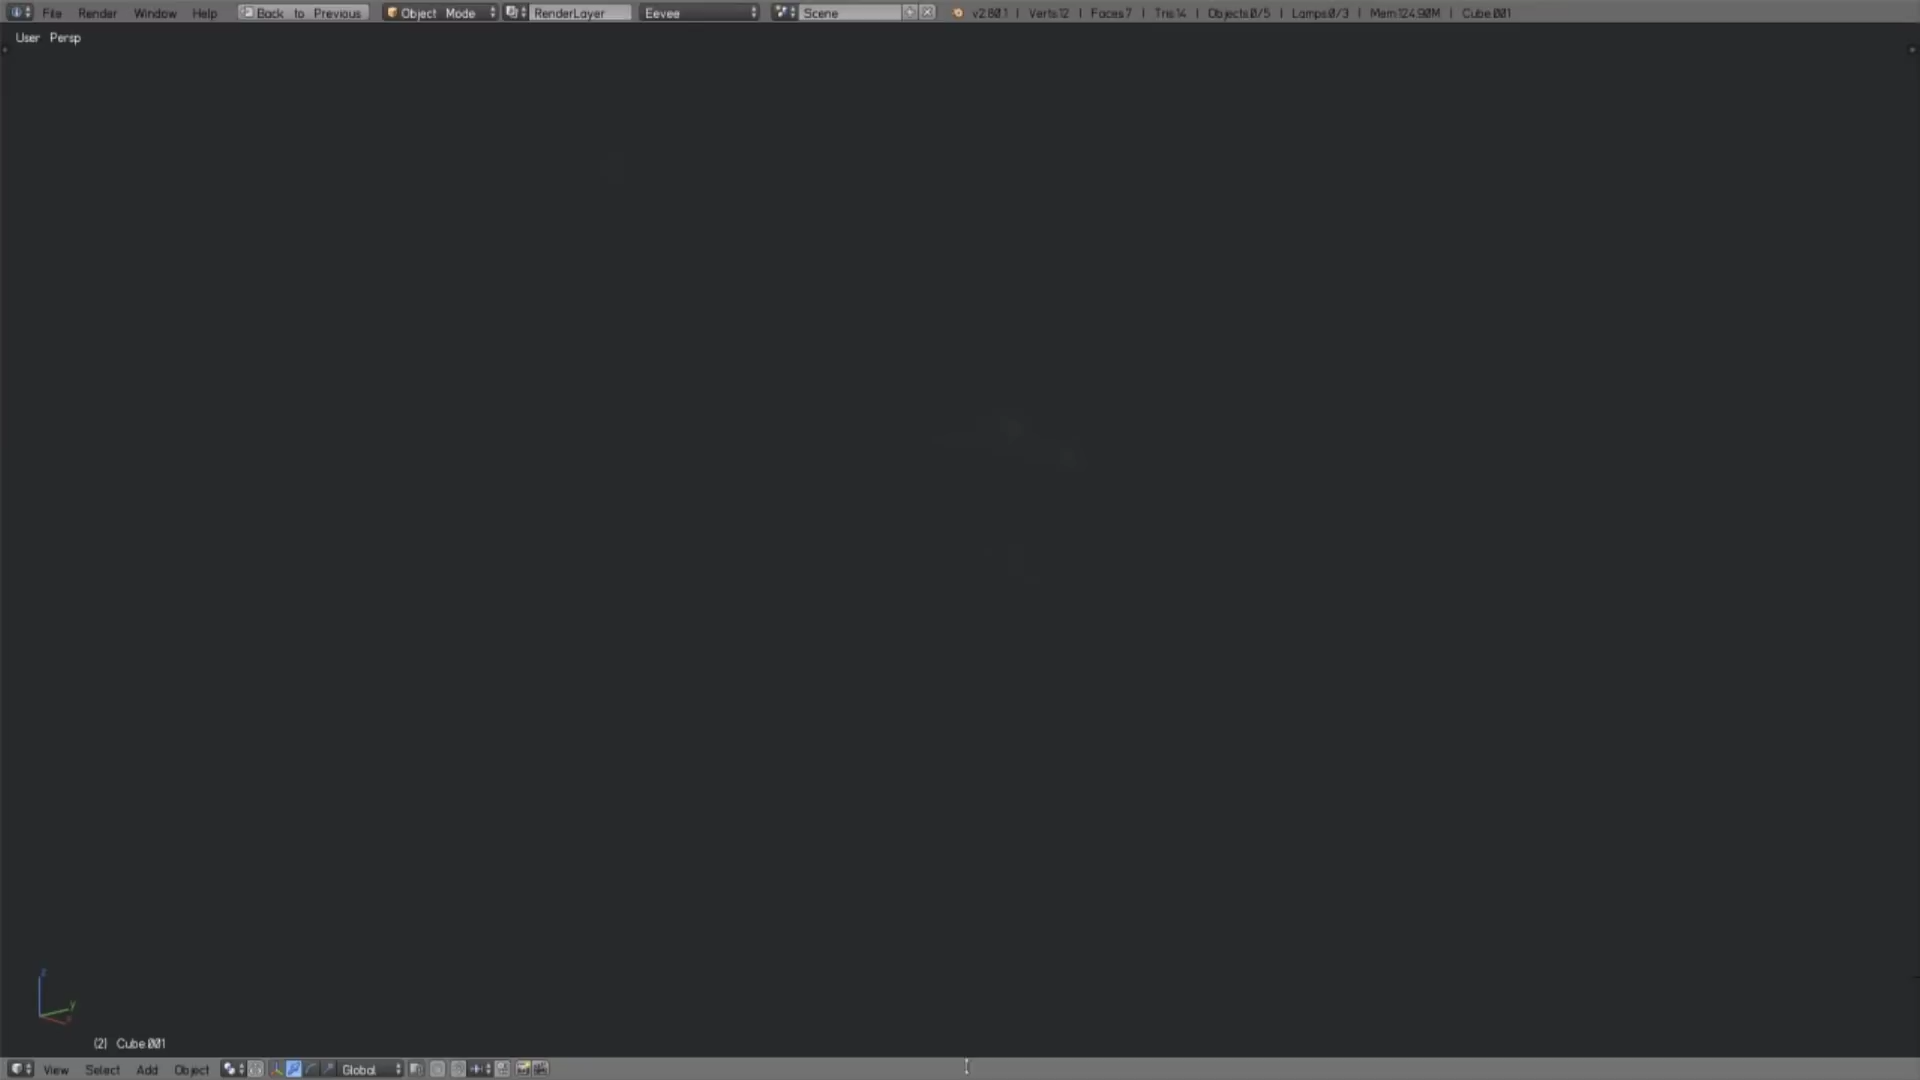 File Render Window Help Back to Previous Object Mode RenderLayer Eevee Scene v2.80.1 | Verts:12 | Faces:7 | Tris:14 | Objects:0/5 | Lamps:0/3 | Mem:124.90M | Cube.001
User Persp
z
y
x
(2) Cube.001
View Select Add Object Global